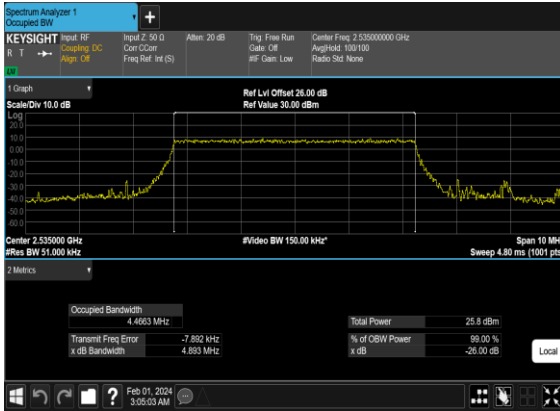 Spectrum Analyzer 1
Occupied BW
+
KEYSIGHT Input: RF Input Z: 50 Ω Atten: 20 dB Trig: Free Run Center Freq: 2.535000000 GHz
R T Coupling: DC Corr CCorr Gate: Off Avg|Hold: 100/100
Align: Off Freq Ref: Int (S) #IF Gain: Low Radio Std: None
1 Graph
Ref Lvl Offset 26.00 dB
Scale/Div 10.0 dB Ref Value 30.00 dBm
Log
20.0
10.0
0.00
-10.0
-20.0
-30.0
-40.0
-50.0
-60.0
Center 2.535000 GHz #Video BW 150.00 kHz* Span 10 MH
#Res BW 51.000 kHz Sweep 4.80 ms (1001 pts
2 Metrics
Occupied Bandwidth
4.4663 MHz Total Power 25.8 dBm
Transmit Freq Error -7.892 kHz % of OBW Power 99.00 %
x dB Bandwidth 4.893 MHz x dB -26.00 dB
Local
? Feb 01, 2024
3:05:03 AM